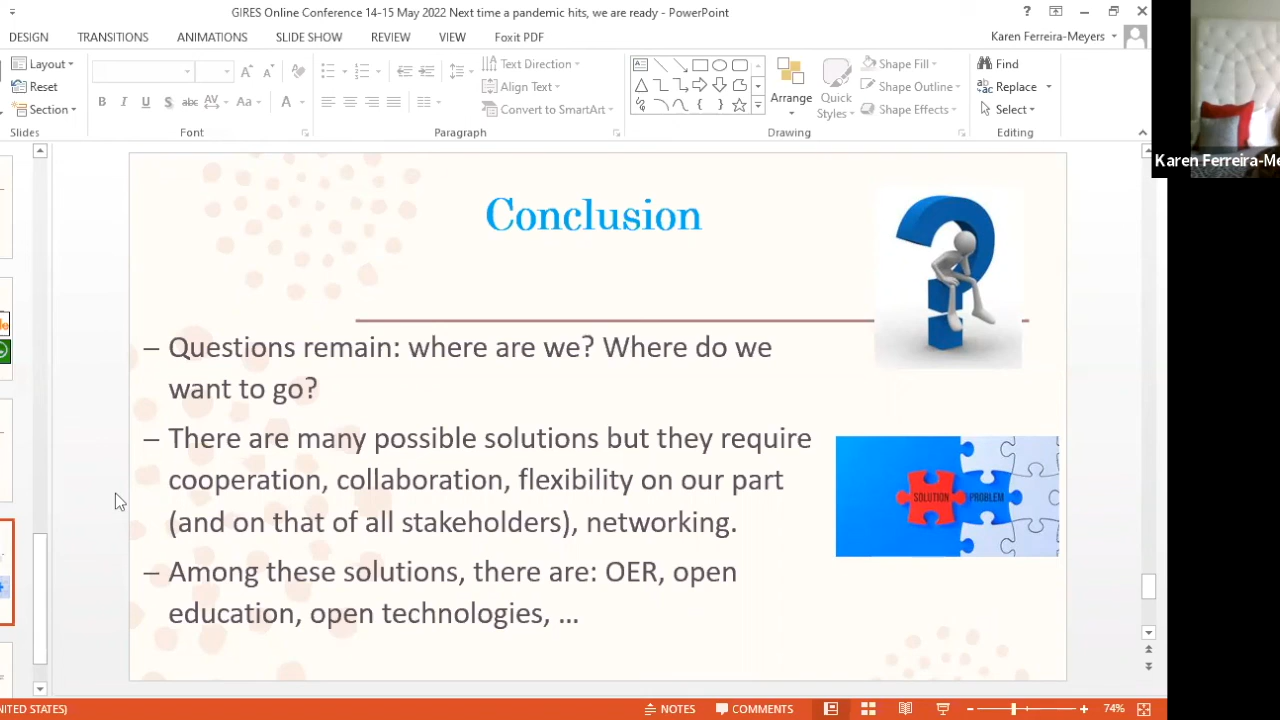 GIRES Online Conference 14-15 May 2022 Next time a pandemic hits, we are ready - PowerPoint
?
DESIGN TRANSITIONS ANIMATIONS SLIDE SHOW REVIEW VIEW Foxit PDF
Karen Ferreira-Meyers
Layout
Reset
Section
Slides
B I U S abc AV Aa A
Font
Text Direction
Align Text
Convert to SmartArt
Paragraph
Arrange
Quick
Styles
Shape Fill
Shape Outline
Shape Effects
Drawing
Find
Replace
Select
Editing
Karen Ferreira-Me
Conclusion
– Questions remain: where are we? Where do we
want to go?
– There are many possible solutions but they require
cooperation, collaboration, flexibility on our part
(and on that of all stakeholders), networking.
SOLUTION PROBLEM
– Among these solutions, there are: OER, open
education, open technologies, ...
NITED STATES)
NOTES COMMENTS 74%